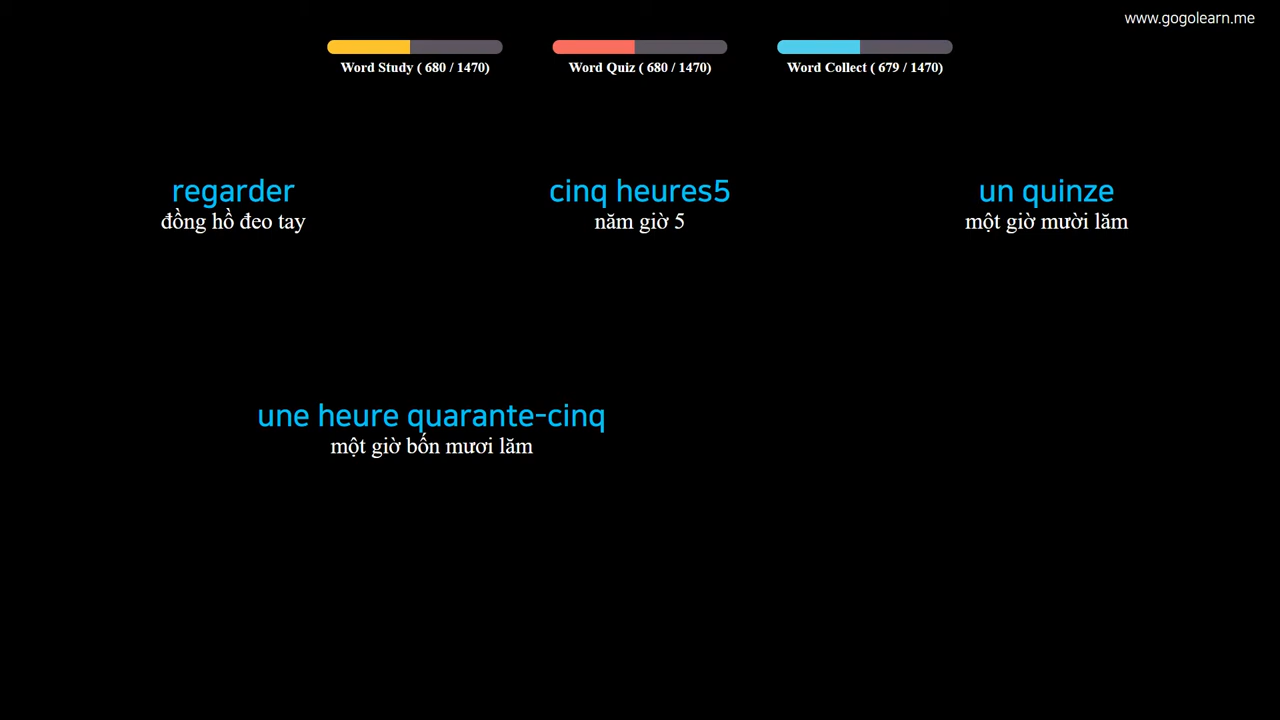 www.gogolearn.me
Word Study ( 680 / 1470)
Word Quiz ( 680 / 1470)
Word Collect ( 679 / 1470)
regarder
đồng hồ đeo tay
cinq heures5
năm giờ 5
un quinze
một giờ mười lăm
une heure quarante-cinq
một giờ bốn mươi lăm